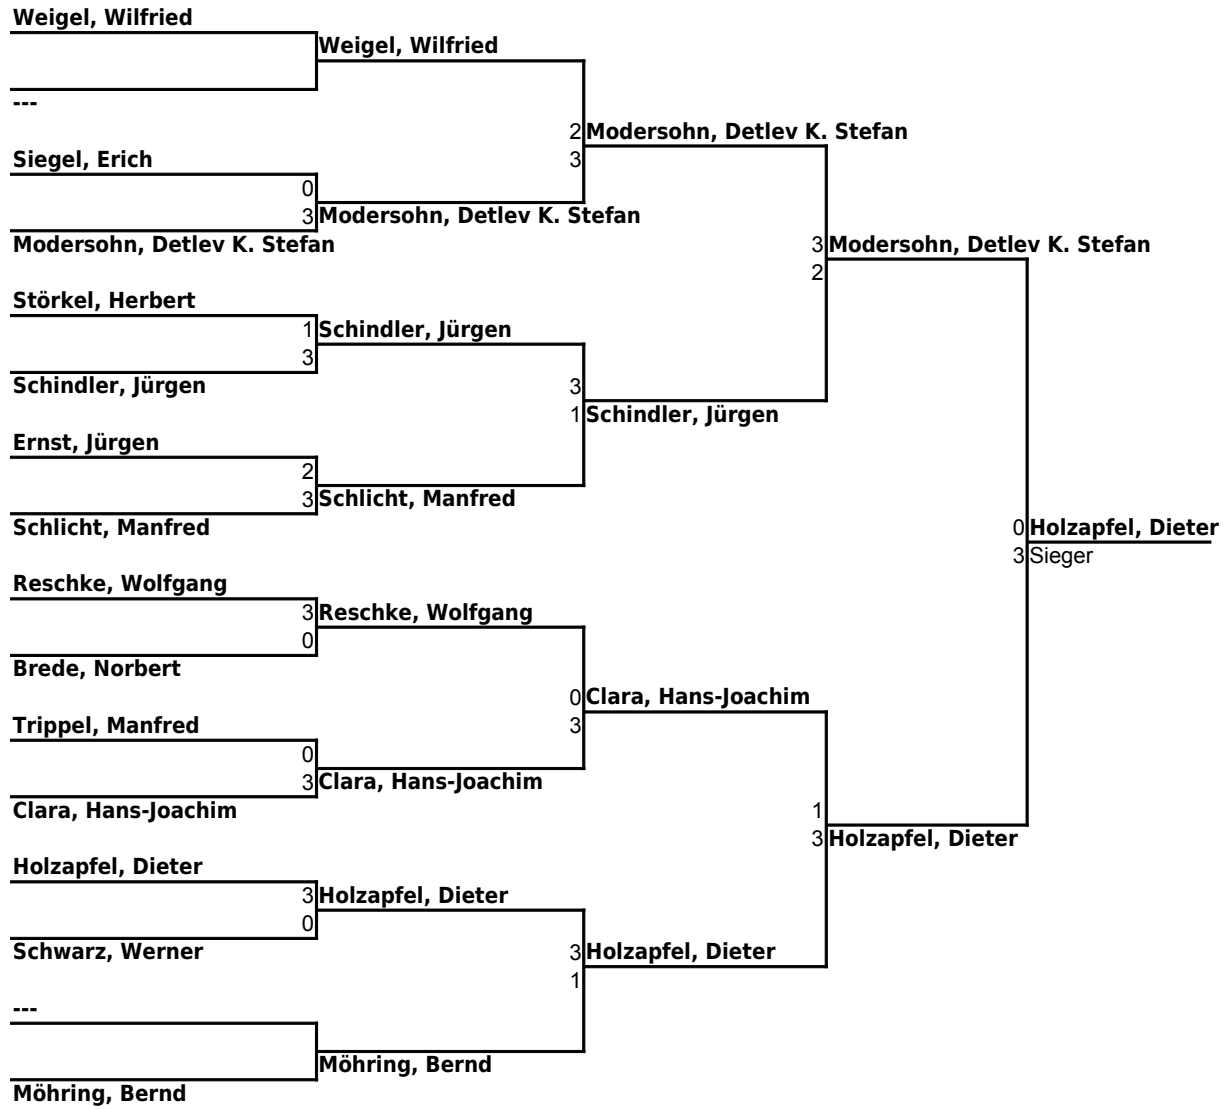 Weigel, Wilfried
Weigel, Wilfried
---
2 Modersohn, Detlev K. Stefan
Siegel, Erich
3
0
3 Modersohn, Detlev K. Stefan
Modersohn, Detlev K. Stefan
3 Modersohn, Detlev K. Stefan
2
Störkel, Herbert
1 Schindler, Jürgen
3
Schindler, Jürgen
3
1 Schindler, Jürgen
Ernst, Jürgen
2
3 Schlicht, Manfred
Schlicht, Manfred
0 Holzapfel, Dieter
3 Sieger
Reschke, Wolfgang
3 Reschke, Wolfgang
0
Brede, Norbert
0 Clara, Hans-Joachim
Trippel, Manfred
3
0
3 Clara, Hans-Joachim
Clara, Hans-Joachim
1
3 Holzapfel, Dieter
Holzapfel, Dieter
3 Holzapfel, Dieter
0
Schwarz, Werner
3 Holzapfel, Dieter
1
---
Möhring, Bernd
Möhring, Bernd